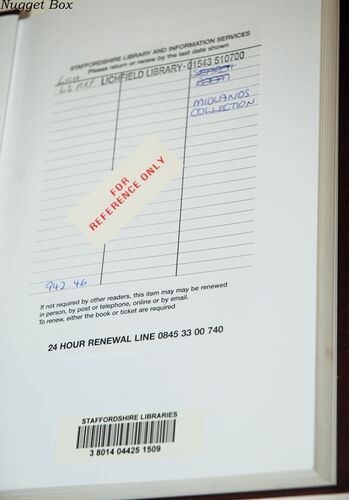 Nugget Box
STAFFORDSHIRE LIBRARY AND INFORMATION SERVICES
Please return or renew by the last date shown
LICHFIELD LIBRARY-01543 510700
SEARCH
ROOM
MIDLANDS
COLLECTION
FOR
REFERENCE ONLY
942 46
If not required by other readers, this item may may be renewed
in person, by post or telephone, online or by email.
To renew, either the book or ticket are required
24 HOUR RENEWAL LINE 0845 33 00 740
STAFFORDSHIRE LIBRARIES
3 8014 04425 1509